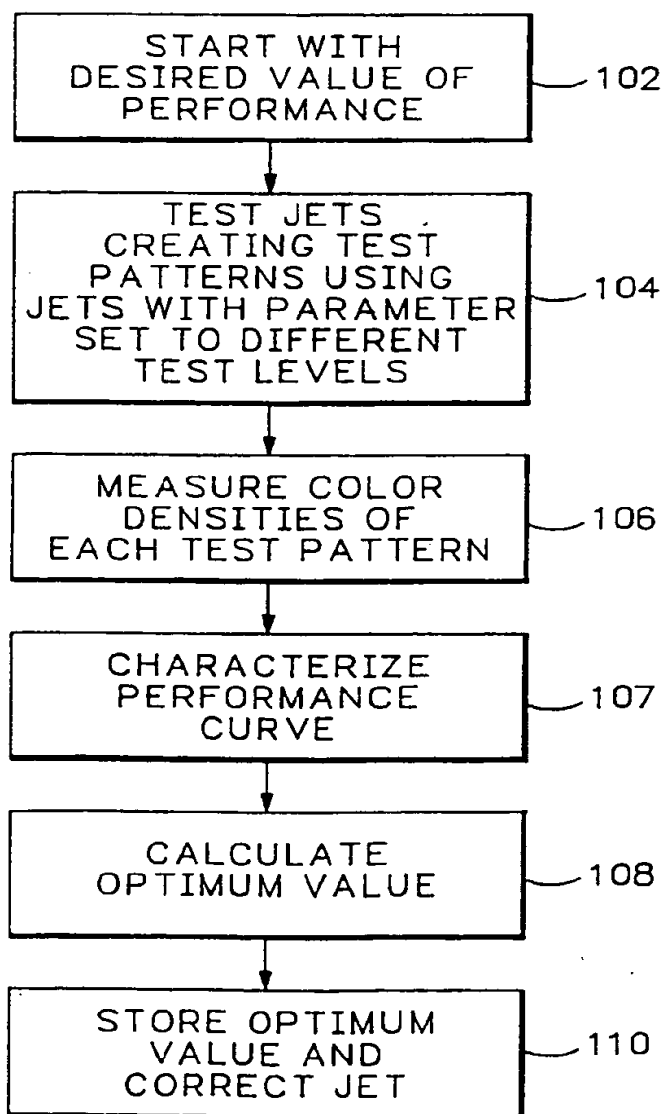 START WITH
DESIRED VALUE OF
PERFORMANCE
102
TEST JETS
CREATING TEST
PATTERNS USING
JETS WITH PARAMETER
SET TO DIFFERENT
TEST LEVELS
104
MEASURE COLOR
DENSITIES OF
EACH TEST PATTERN
106
CHARACTERIZE
PERFORMANCE
CURVE
107
CALCULATE
OPTIMUM VALUE
108
STORE OPTIMUM
VALUE AND
CORRECT JET
110